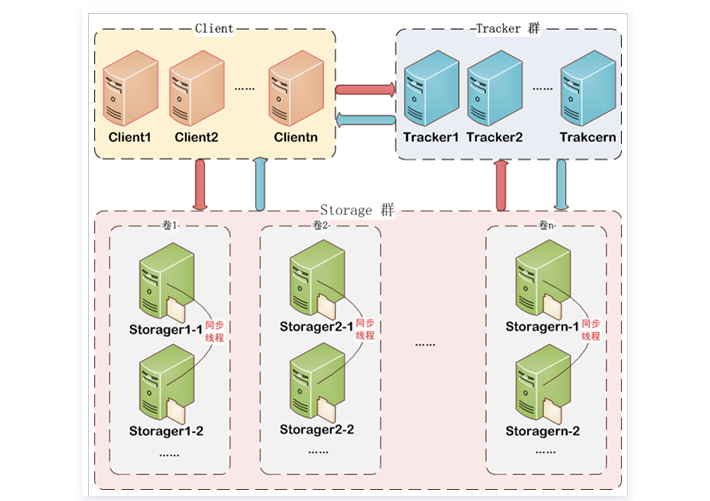 Client
Tracker 群
Client1
Client2
……
Clientn
Tracker1
Tracker2
……
Trakcern
Storage 群
卷1
卷2
卷n
Storager1-1
同步
线程
Storager1-2
……
Storager2-1
同步
线程
Storager2-2
……
……
Storagern-1
同步
线程
Storagern-2
……